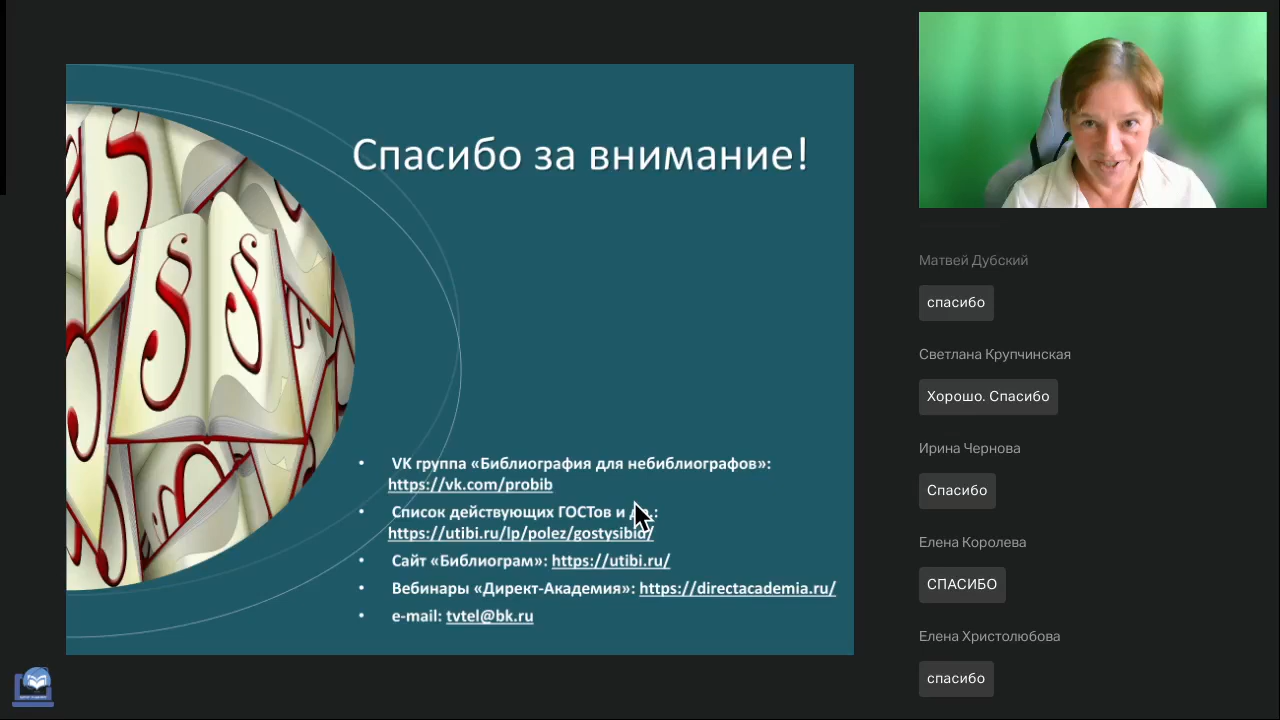 Спасибо за внимание!
• VK группа «Библиография для небиблиографов»:
https://vk.com/probib
• Список действующих ГОСТов и
https://utibi.ru/lp/polez/gostysibid/
• Сайт «Библиограм»: https://utibi.ru/
• Вебинары «Директ-Академия»: https://directacademia.ru/
• e-mail: tvtel@bk.ru
Матвей Дубский
спасибо
Светлана Крупчинская
Хорошо. Спасибо
Ирина Чернова
Спасибо
Елена Королева
СПАСИБО
Елена Христолюбова
спасибо